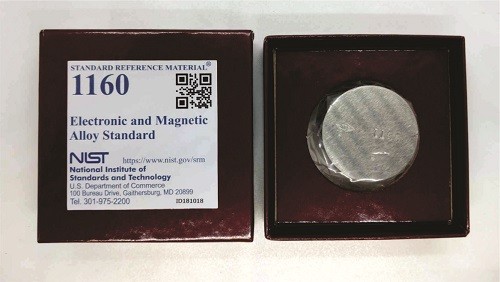 STANDARD REFERENCE MATERIAL®
1160
Electronic and Magnetic
Alloy Standard
NIST https://www.nist.gov/srm
National Institute of
Standards and Technology
U.S. Department of Commerce
100 Bureau Drive, Gaithersburg, MD 20899
Tel. 301-975-2200 ID181018